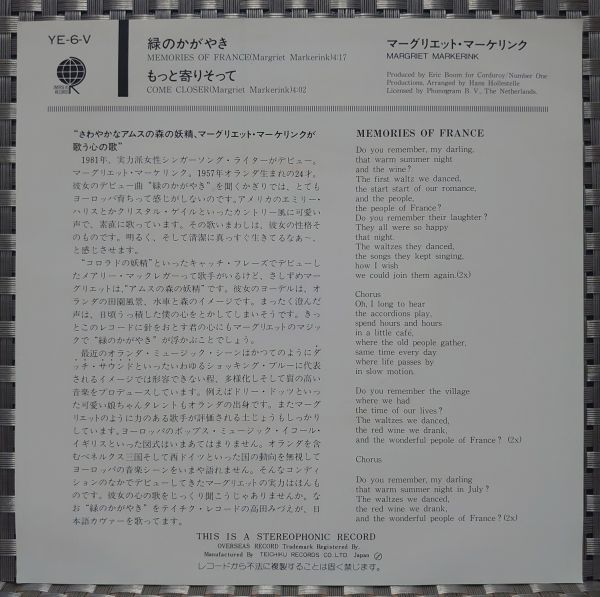 YE-6-V
OVERSEAS RECORD
緑のかがやき
MEMORIES OF FRANCE(Margriet Markerink)4:17
もっと寄りそって
COME CLOSER(Margriet Markerink)4:02
マーグリエット・マーケリンク
MARGRIET MARKERINK
Produced by Eric Boom for Corduroy/Number One
Productions, Arranged by Hans Hollestelle
Licensed by Phonogram B. V., The Netherlands.
“さわやかなアムスの森の妖精、マーグリエット・マーケリンクが
歌う心の歌”
1981年、実力派女性シンガーソング・ライターがデビュー。
マーグリエット・マーケリンク。1957年オランダ生まれの24才。
彼女のデビュー曲“緑のかがやき”を聞くかぎりでは、とても
ヨーロッパ育ちって感じがしないのです。アメリカのエミリー・
ハリスとかクリスタル・ゲイルといったカントリー風に可愛い
声で、素直に歌っています。その歌いまわしは、彼女の性格そ
のものです。明るく、そして清潔に真っすぐ生きてるなあ〜、
と感じさせます。
“コロラドの妖精”といったキャッチ・フレーズでデビューし
たメアリー・マックレガーって歌手がいるけど、さしずめマー
グリエットは、“アムスの森の妖精”です。彼女のヨーデルは、オ
ランダの田園風景、水車と森のイメージです。まったく澄んだ
声は、日頃うっ積した僕の心をとかしてしまいそうです。きっ
とこのレコードに針をおとす君の心にもマーグリエットのマジッ
クで“緑のかがやき”が浮かぶことでしょう。
最近のオランダ・ミュージック・シーンはかつてのようにダ
ッチ・サウンドといったいわゆるショッキング・ブルーに代表
されるイメージでは形容できない程、多様化しそして質の高い
音楽をプロデュースしています。例えばドリー・ドッツといっ
た可愛い娘ちゃんタレントもオランダの出身です。またマーグ
リエットのように力のある歌手が評価される土じょうもしっかり
しています。ヨーロッパのポップス・ミュージック・イコール・
イギリスといった図式はいまあてはまりません。オランダを含
むベネルクス三国そして西ドイツといった国の動向を無視して
ヨーロッパの音楽シーンをいまや語れません。そんなコンディ
ションのなかでデビューしてきたマーグリエットの実力はほんも
のです。彼女の心の歌をじっくり聞こうじゃありませんか。な
お“緑のかがやき”をテイチク・レコードの高田みづえが、日
本語カヴァーを歌ってます。
MEMORIES OF FRANCE
Do you remember, my darling,
that warm summer night
and the wine?
The first waltz we danced,
the start start of our romance,
and the people,
the people of France?
Do you remember their laughter?
They all were so happy
that night.
The waltzes they danced,
the songs they kept singing,
how I wish
we could join them again.(2x)
Chorus
Oh, I long to hear
the accordions play,
spend hours and hours
in a little café,
where the old people gather,
same time every day
where life passes by
in slow motion.
Do you remember the village
where we had
the time of our lives?
The waltzes we danced,
the red wine we drank,
and the wonderful pepole of France? (2x)
Chorus
Do you remember, my darling
that warm summer night in July?
The waltzes we danced,
the red wine we drank,
and the wonderful pepole of France? (2x)
THIS IS A STEREOPHONIC RECORD
OVERSEAS RECORD Trademark Registered By.
Manufactured By TEICHIKU RECORDS CO. LTD Japan
レコードから不法に複製することは固く禁じます。